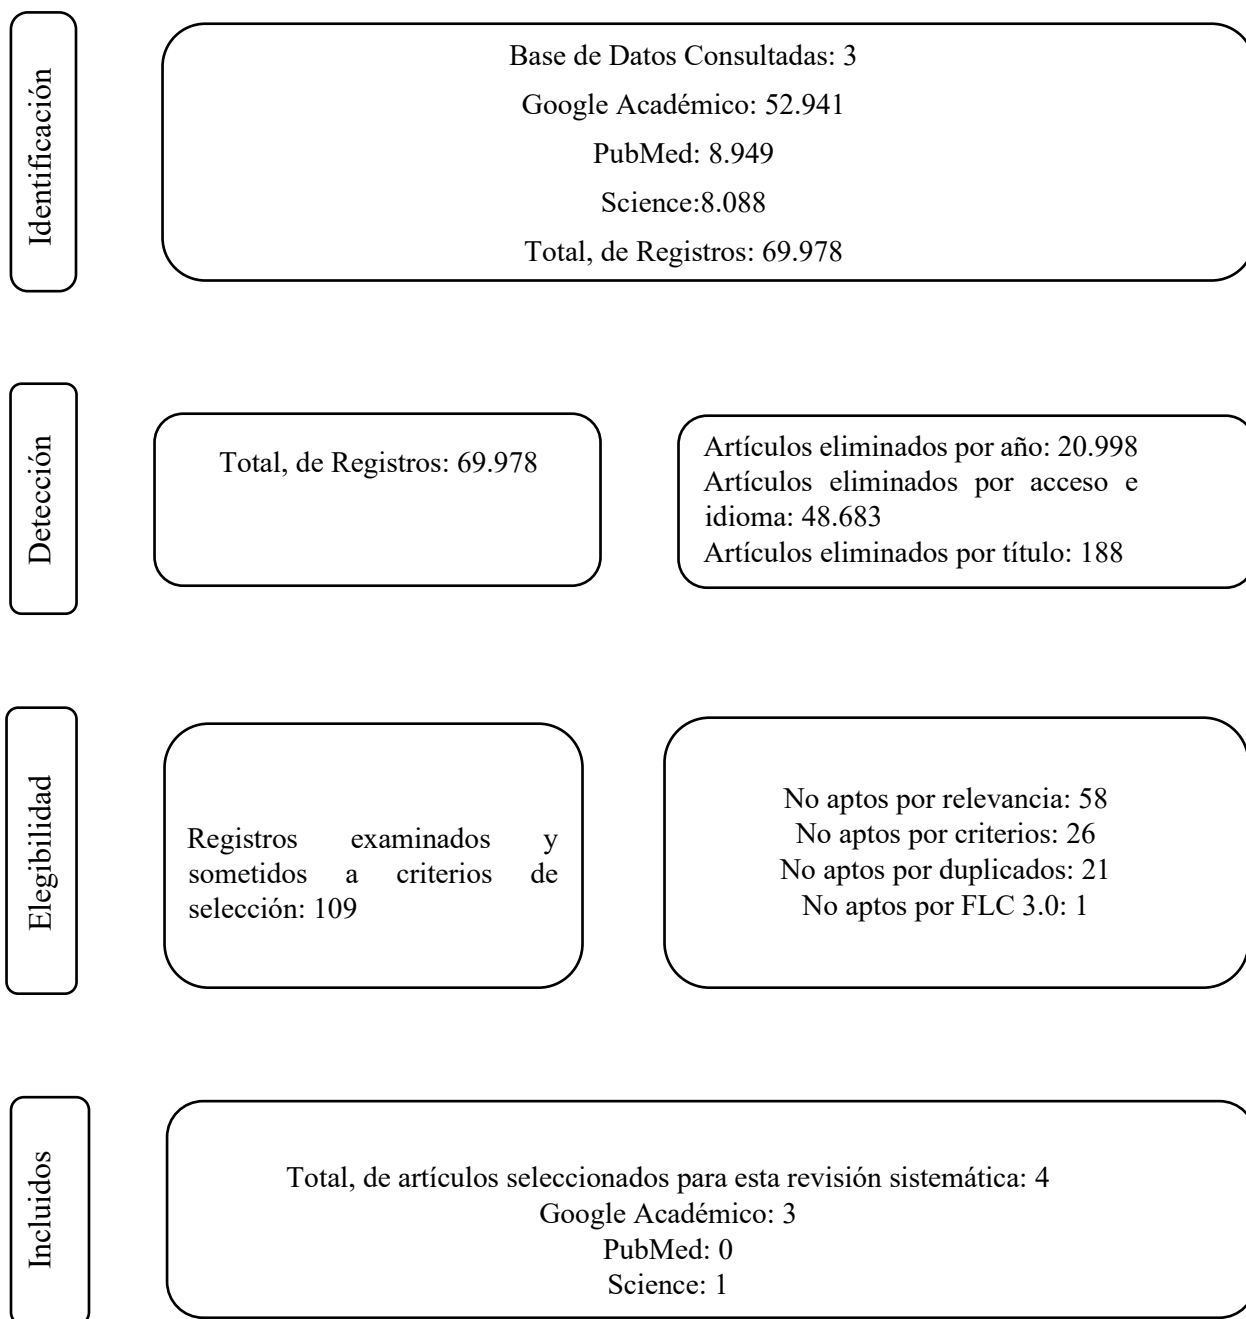 Identificación
Base de Datos Consultadas: 3
Google Académico: 52.941
PubMed: 8.949
Science:8.088
Total, de Registros: 69.978
Detección
Total, de Registros: 69.978
Artículos eliminados por año: 20.998
Artículos eliminados por acceso e
idioma: 48.683
Artículos eliminados por título: 188
Elegibilidad
Registros examinados y
sometidos a criterios de
selección: 109
No aptos por relevancia: 58
No aptos por criterios: 26
No aptos por duplicados: 21
No aptos por FLC 3.0: 1
Incluidos
Total, de artículos seleccionados para esta revisión sistemática: 4
Google Académico: 3
PubMed: 0
Science: 1